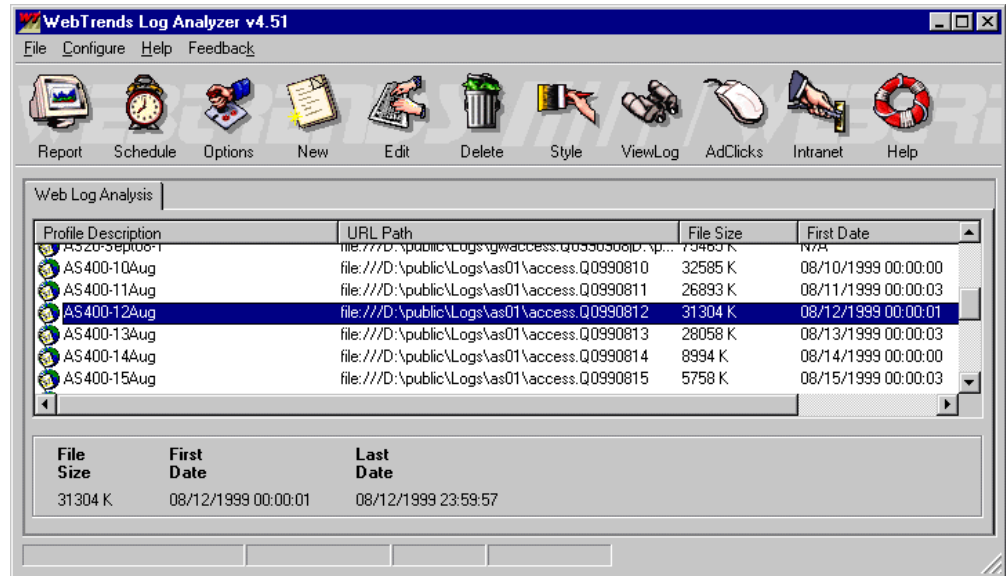 WebTrends Log Analyzer v4.51
File Configure Help Feedback
Report Schedule Options New Edit Delete Style ViewLog AdClicks Intranet Help
Web Log Analysis
Profile Description URL Path File Size First Date
AS400-10Aug file:///D:\public\Logs\as01\access.Q0990810 32585 K 08/10/1999 00:00:00
AS400-11Aug file:///D:\public\Logs\as01\access.Q0990811 26893 K 08/11/1999 00:00:03
AS400-12Aug file:///D:\public\Logs\as01\access.Q0990812 31304 K 08/12/1999 00:00:01
AS400-13Aug file:///D:\public\Logs\as01\access.Q0990813 28058 K 08/13/1999 00:00:03
AS400-14Aug file:///D:\public\Logs\as01\access.Q0990814 8994 K 08/14/1999 00:00:00
AS400-15Aug file:///D:\public\Logs\as01\access.Q0990815 5758 K 08/15/1999 00:00:03
File Size First Date Last Date
31304 K 08/12/1999 00:00:01 08/12/1999 23:59:57